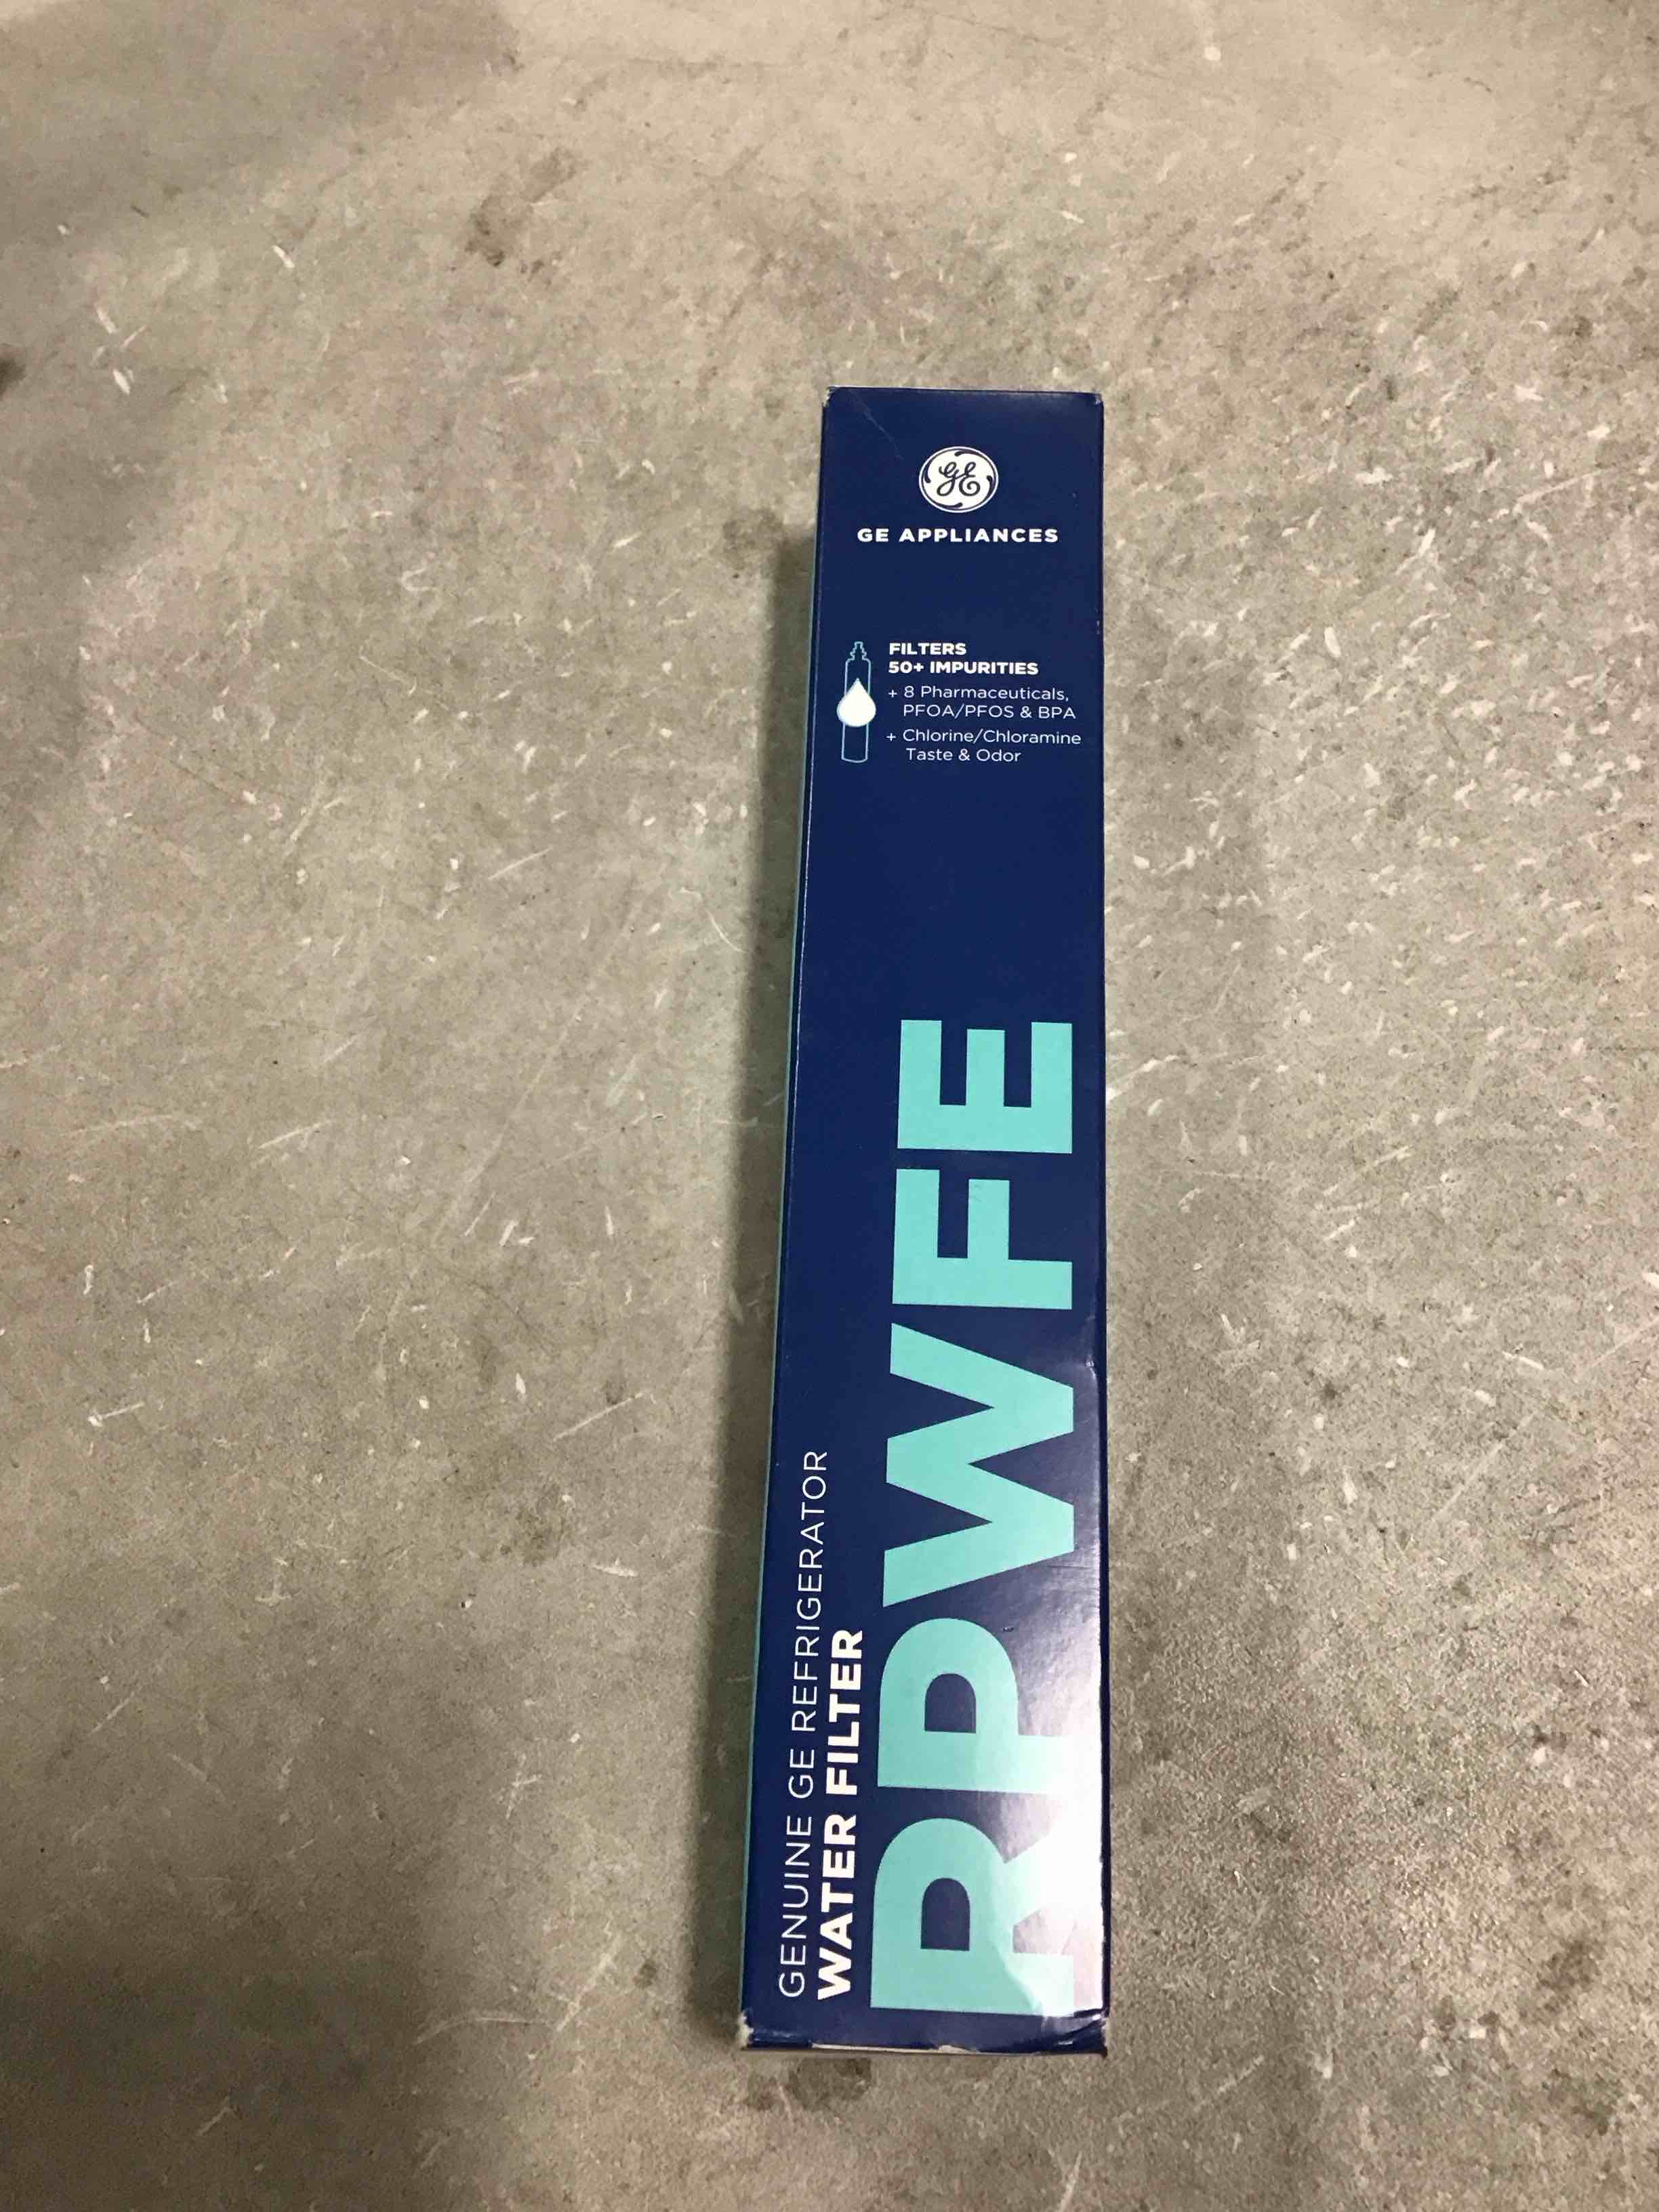 GE
GE APPLIANCES
FILTERS
50+ IMPURITIES
+ 8 Pharmaceuticals,
PFOA/PFOS & BPA
+ Chlorine/Chloramine
Taste & Odor
GENUINE GE REFRIGERATOR
WATER FILTER
RPWFE